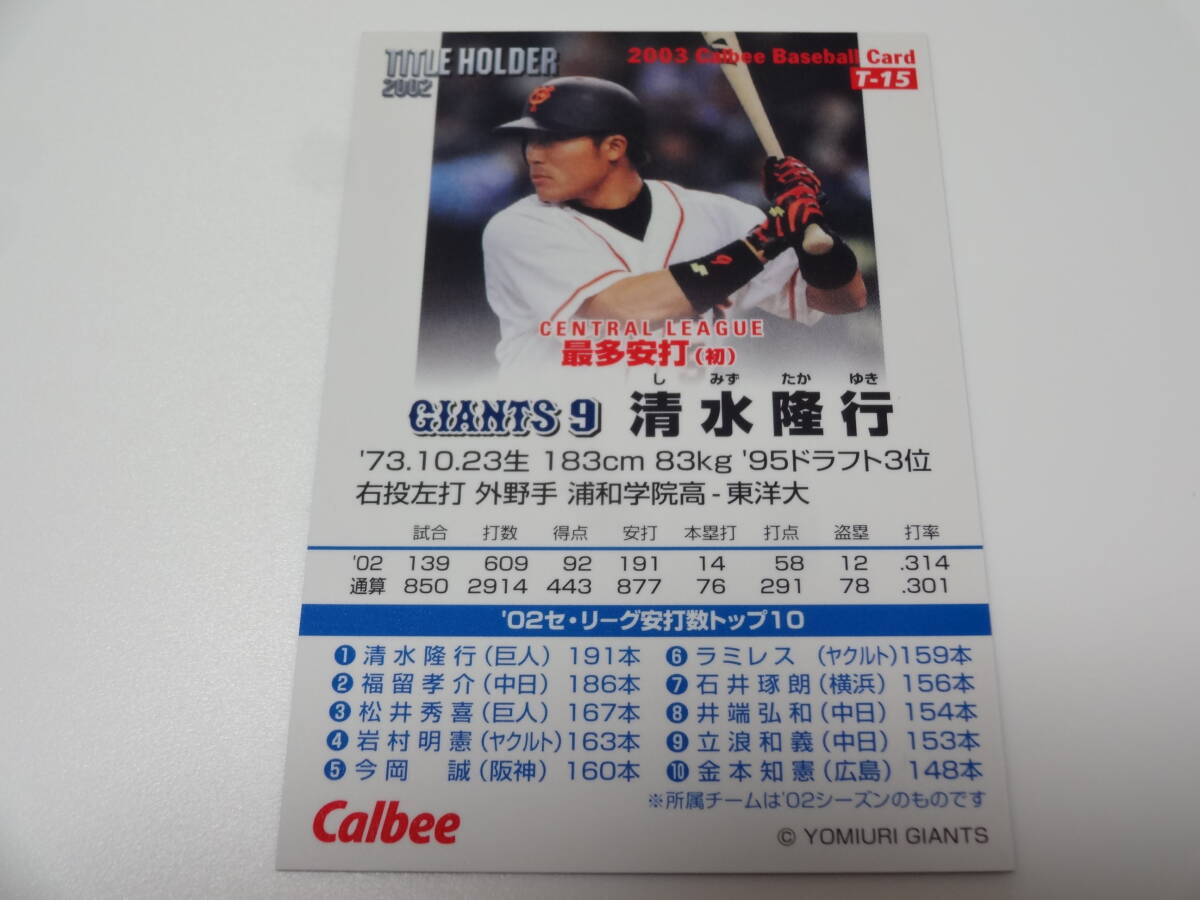 TITLE HOLDER
2002
2003 Calbee Baseball Card
T-15
CENTRAL LEAGUE
最多安打(初)
し みず たか ゆき
GIANTS 9 清水隆行
'73.10.23生 183cm 83kg '95ドラフト3位
右投左打 外野手 浦和学院高-東洋大
試合 打数 得点 安打 本塁打 打点 盗塁 打率
'02 139 609 92 191 14 58 12 .314
通算 850 2914 443 877 76 291 78 .301
'02セ・リーグ安打数トップ10
❶ 清水隆行(巨人) 191本
❷ 福留孝介(中日) 186本
❸ 松井秀喜(巨人) 167本
❹ 岩村明憲(ヤクルト) 163本
❺ 今岡 誠(阪神) 160本
❻ ラミレス (ヤクルト) 159本
❼ 石井琢朗(横浜) 156本
❽ 井端弘和(中日) 154本
❾ 立浪和義(中日) 153本
❿ 金本知憲(広島) 148本
※所属チームは'02シーズンのものです
Calbee
© YOMIURI GIANTS